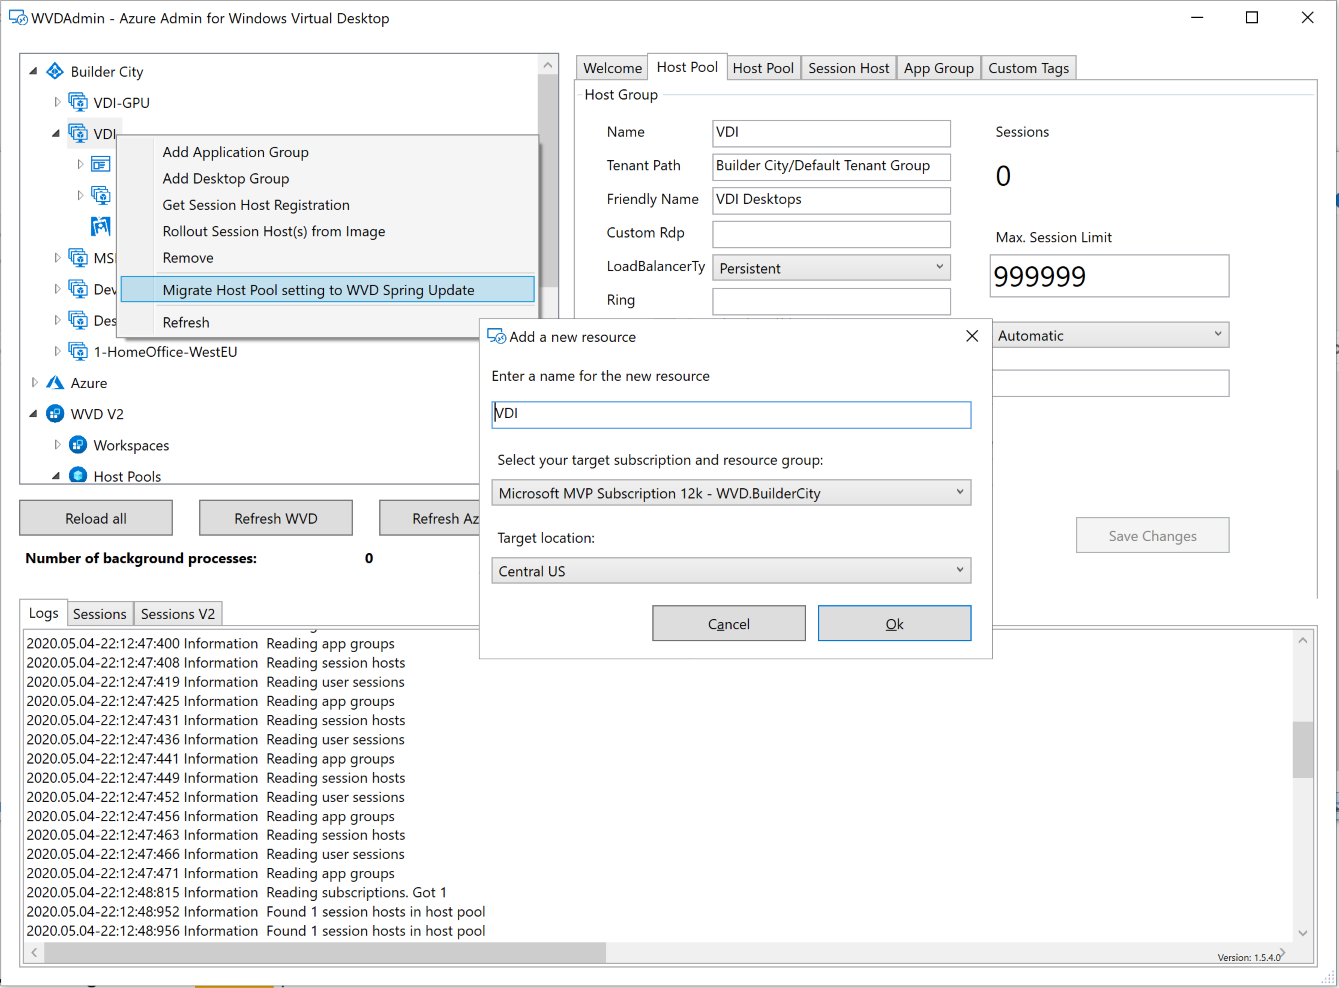 WVDAdmin - Azure Admin for Windows Virtual Desktop
Builder City
VDI-GPU
VDI
Add Application Group
Add Desktop Group
Get Session Host Registration
Rollout Session Host(s) from Image
Remove
Migrate Host Pool setting to WVD Spring Update
Refresh
MS
Dev
Des
1-HomeOffice-WestEU
Azure
WVD V2
Workspaces
Host Pools
Welcome
Host Pool
Host Pool
Session Host
App Group
Custom Tags
Host Group
Name
VDI
Tenant Path
Builder City/Default Tenant Group
Friendly Name
VDI Desktops
Custom Rdp
LoadBalancerTy
Persistent
Ring
Sessions
0
Max. Session Limit
999999
Automatic
Save Changes
Add a new resource
Enter a name for the new resource
VDI
Select your target subscription and resource group:
Microsoft MVP Subscription 12k - WVD.BuilderCity
Target location:
Central US
Cancel
Ok
Reload all
Refresh WVD
Refresh Az
Number of background processes: 0
Logs
Sessions
Sessions V2
2020.05.04-22:12:47:400 Information Reading app groups
2020.05.04-22:12:47:408 Information Reading session hosts
2020.05.04-22:12:47:419 Information Reading user sessions
2020.05.04-22:12:47:425 Information Reading app groups
2020.05.04-22:12:47:431 Information Reading session hosts
2020.05.04-22:12:47:436 Information Reading user sessions
2020.05.04-22:12:47:441 Information Reading app groups
2020.05.04-22:12:47:449 Information Reading session hosts
2020.05.04-22:12:47:452 Information Reading user sessions
2020.05.04-22:12:47:456 Information Reading app groups
2020.05.04-22:12:47:463 Information Reading session hosts
2020.05.04-22:12:47:466 Information Reading user sessions
2020.05.04-22:12:47:471 Information Reading app groups
2020.05.04-22:12:48:815 Information Reading subscriptions. Got 1
2020.05.04-22:12:48:952 Information Found 1 session hosts in host pool
2020.05.04-22:12:48:956 Information Found 1 session hosts in host pool
Version: 1.5.4.0